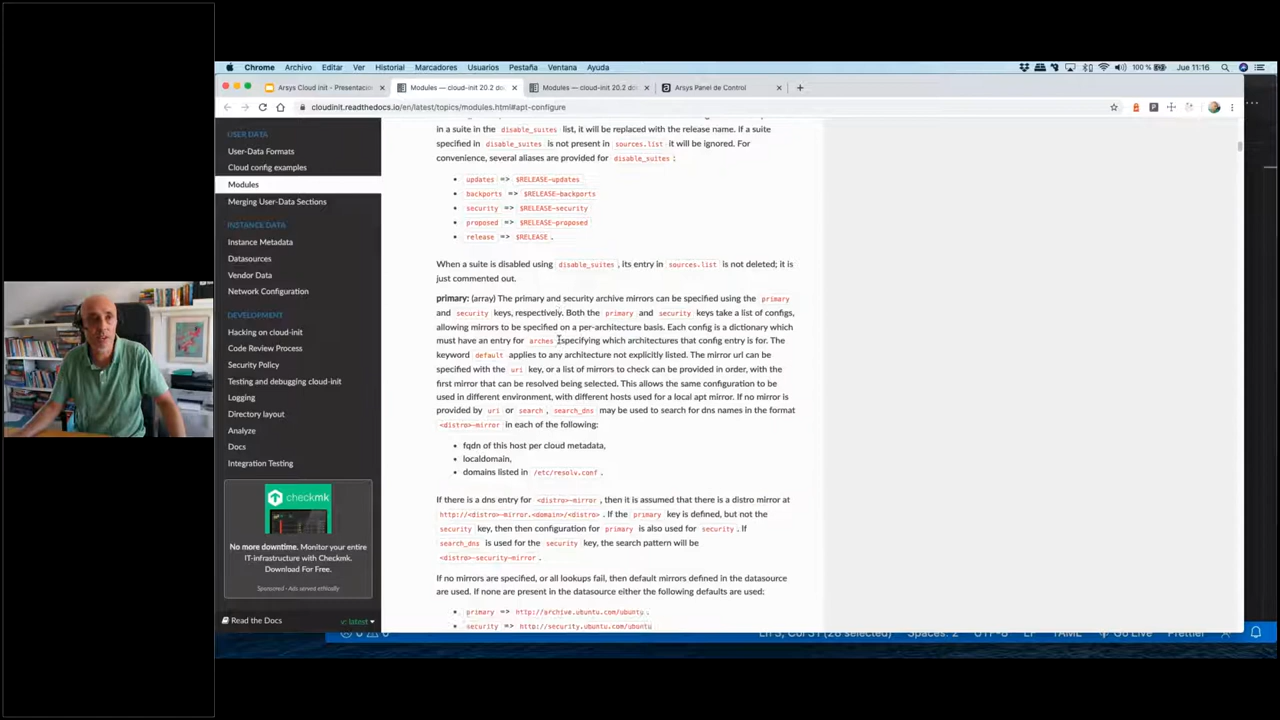 Chrome Archivo Editar Ver Historial Marcadores Usuarios Pestaña Ventana Ayuda 100 % Jue 11:16
Arsys Cloud init - Presentacio
Modules — cloud-init 20.2 doc
Modules — cloud-init 20.2 doc
Arsys Panel de Control
cloudinit.readthedocs.io/en/latest/topics/modules.html#apt-configure
USER DATA
User-Data Formats
Cloud config examples
Modules
Merging User-Data Sections
INSTANCE DATA
Instance Metadata
Datasources
Vendor Data
Network Configuration
DEVELOPMENT
Hacking on cloud-init
Code Review Process
Security Policy
Testing and debugging cloud-init
Logging
Directory layout
Analyze
Docs
Integration Testing
checkmk
No more downtime. Monitor your entire
IT-infrastructure with Checkmk.
Download For Free.
Sponsored · Ads served ethically
Read the Docs
v: latest
in a suite in the disable_suites list, it will be replaced with the release name. If a suite
specified in disable_suites is not present in sources.list it will be ignored. For
convenience, several aliases are provided for disable_suites :
updates => $RELEASE-updates
backports => $RELEASE-backports
security => $RELEASE-security
proposed => $RELEASE-proposed
release => $RELEASE .
When a suite is disabled using disable_suites , its entry in sources.list is not deleted; it is
just commented out.
primary: (array) The primary and security archive mirrors can be specified using the primary
and security keys, respectively. Both the primary and security keys take a list of configs,
allowing mirrors to be specified on a per-architecture basis. Each config is a dictionary which
must have an entry for arches specifying which architectures that config entry is for. The
keyword default applies to any architecture not explicitly listed. The mirror url can be
specified with the uri key, or a list of mirrors to check can be provided in order, with the
first mirror that can be resolved being selected. This allows the same configuration to be
used in different environment, with different hosts used for a local apt mirror. If no mirror is
provided by uri or search , search_dns may be used to search for dns names in the format
<distro>-mirror in each of the following:
fqdn of this host per cloud metadata,
localdomain,
domains listed in /etc/resolv.conf .
If there is a dns entry for <distro>-mirror , then it is assumed that there is a distro mirror at
http://<distro>-mirror.<domain>/<distro> . If the primary key is defined, but not the
security key, then then configuration for primary is also used for security . If
search_dns is used for the security key, the search pattern will be
<distro>-security-mirror .
If no mirrors are specified, or all lookups fail, then default mirrors defined in the datasource
are used. If none are present in the datasource either the following defaults are used:
primary => http://archive.ubuntu.com/ubuntu .
security => http://security.ubuntu.com/ubuntu